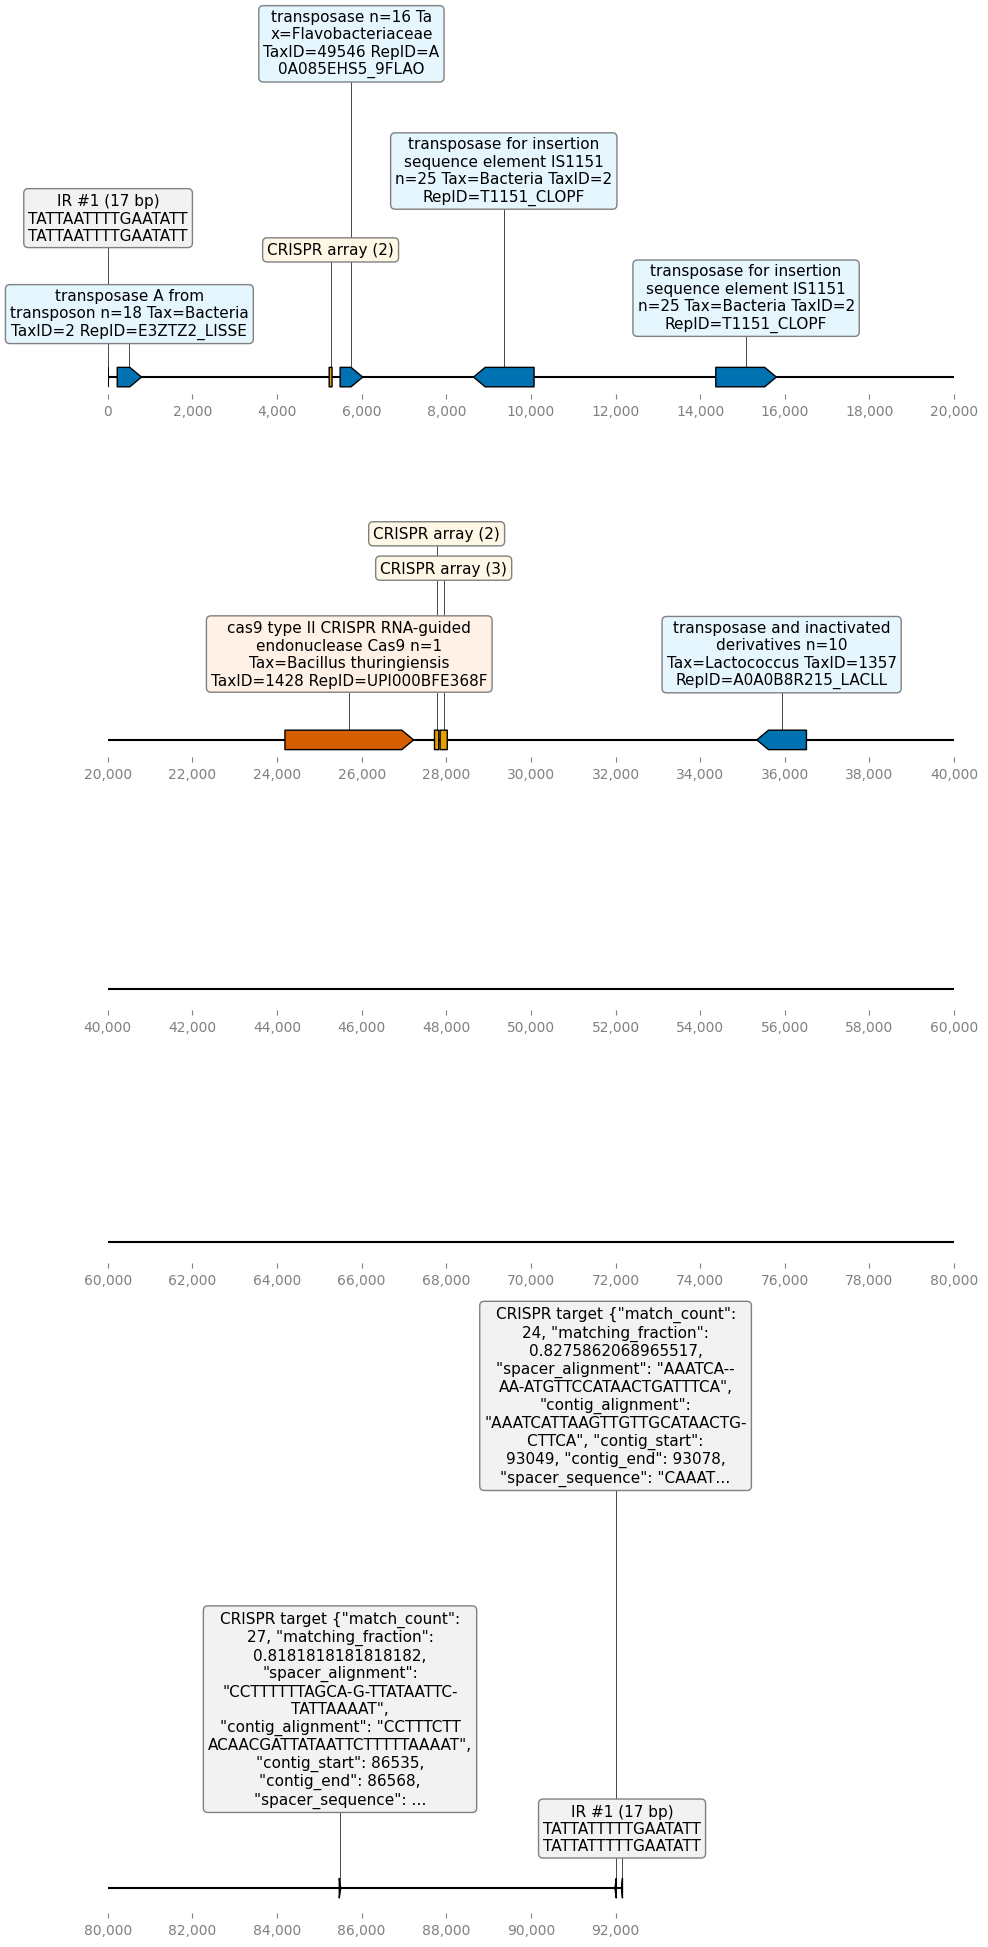 transposase n=16 Ta
x=Flavobacteriaceae
TaxID=49546 RepID=A
0A085EHS5_9FLAO
transposase for insertion
sequence element IS1151
n=25 Tax=Bacteria TaxID=2
RepID=T1151_CLOPF
IR #1 (17 bp)
TATTAATTTTGAATATT
TATTAATTTTGAATATT
CRISPR array (2)
transposase for insertion
sequence element IS1151
n=25 Tax=Bacteria TaxID=2
RepID=T1151_CLOPF
transposase A from
transposon n=18 Tax=Bacteria
TaxID=2 RepID=E3ZTZ2_LISSE
0 2,000 4,000 6,000 8,000 10,000 12,000 14,000 16,000 18,000 20,000
CRISPR array (2)
CRISPR array (3)
cas9 type II CRISPR RNA-guided
endonuclease Cas9 n=1
Tax=Bacillus thuringiensis
TaxID=1428 RepID=UPI000BFE368F
transposase and inactivated
derivatives n=10
Tax=Lactococcus TaxID=1357
RepID=A0A0B8R215_LACLL
20,000 22,000 24,000 26,000 28,000 30,000 32,000 34,000 36,000 38,000 40,000
40,000 42,000 44,000 46,000 48,000 50,000 52,000 54,000 56,000 58,000 60,000
60,000 62,000 64,000 66,000 68,000 70,000 72,000 74,000 76,000 78,000 80,000
CRISPR target {"match_count":
24, "matching_fraction":
0.8275862068965517,
"spacer_alignment": "AAATCA--
AA-ATGTTCCATAACTGATTTCA",
"contig_alignment":
"AAATCATTAAGTTGTTGCATAACTG-
CTTCA", "contig_start":
93049, "contig_end": 93078,
"spacer_sequence": "CAAAT...
CRISPR target {"match_count":
27, "matching_fraction":
0.8181818181818182,
"spacer_alignment":
"CCTTTTTTAGCA-G-TTATAATTC-
TATTAAAAT",
"contig_alignment": "CCTTTCTT
ACAACGATTATAATTCTTTTTAAAAT",
"contig_start": 86535,
"contig_end": 86568,
"spacer_sequence": ...
IR #1 (17 bp)
TATTATTTTTGAATATT
TATTATTTTTGAATATT
80,000 82,000 84,000 86,000 88,000 90,000 92,000